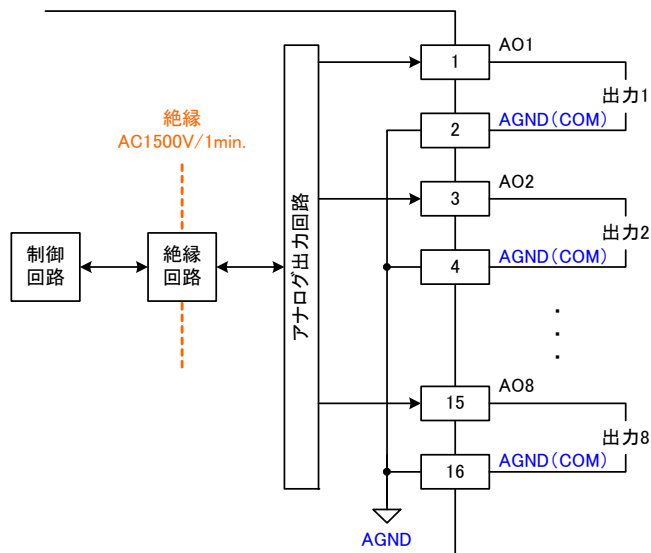 絶縁
AC1500V/1min.
制御
回路
絶縁
回路
アナログ出力回路
1
AO1
出力1
2
AGND(COM)
3
AO2
出力2
4
AGND(COM)
15
AO8
出力8
16
AGND(COM)
AGND